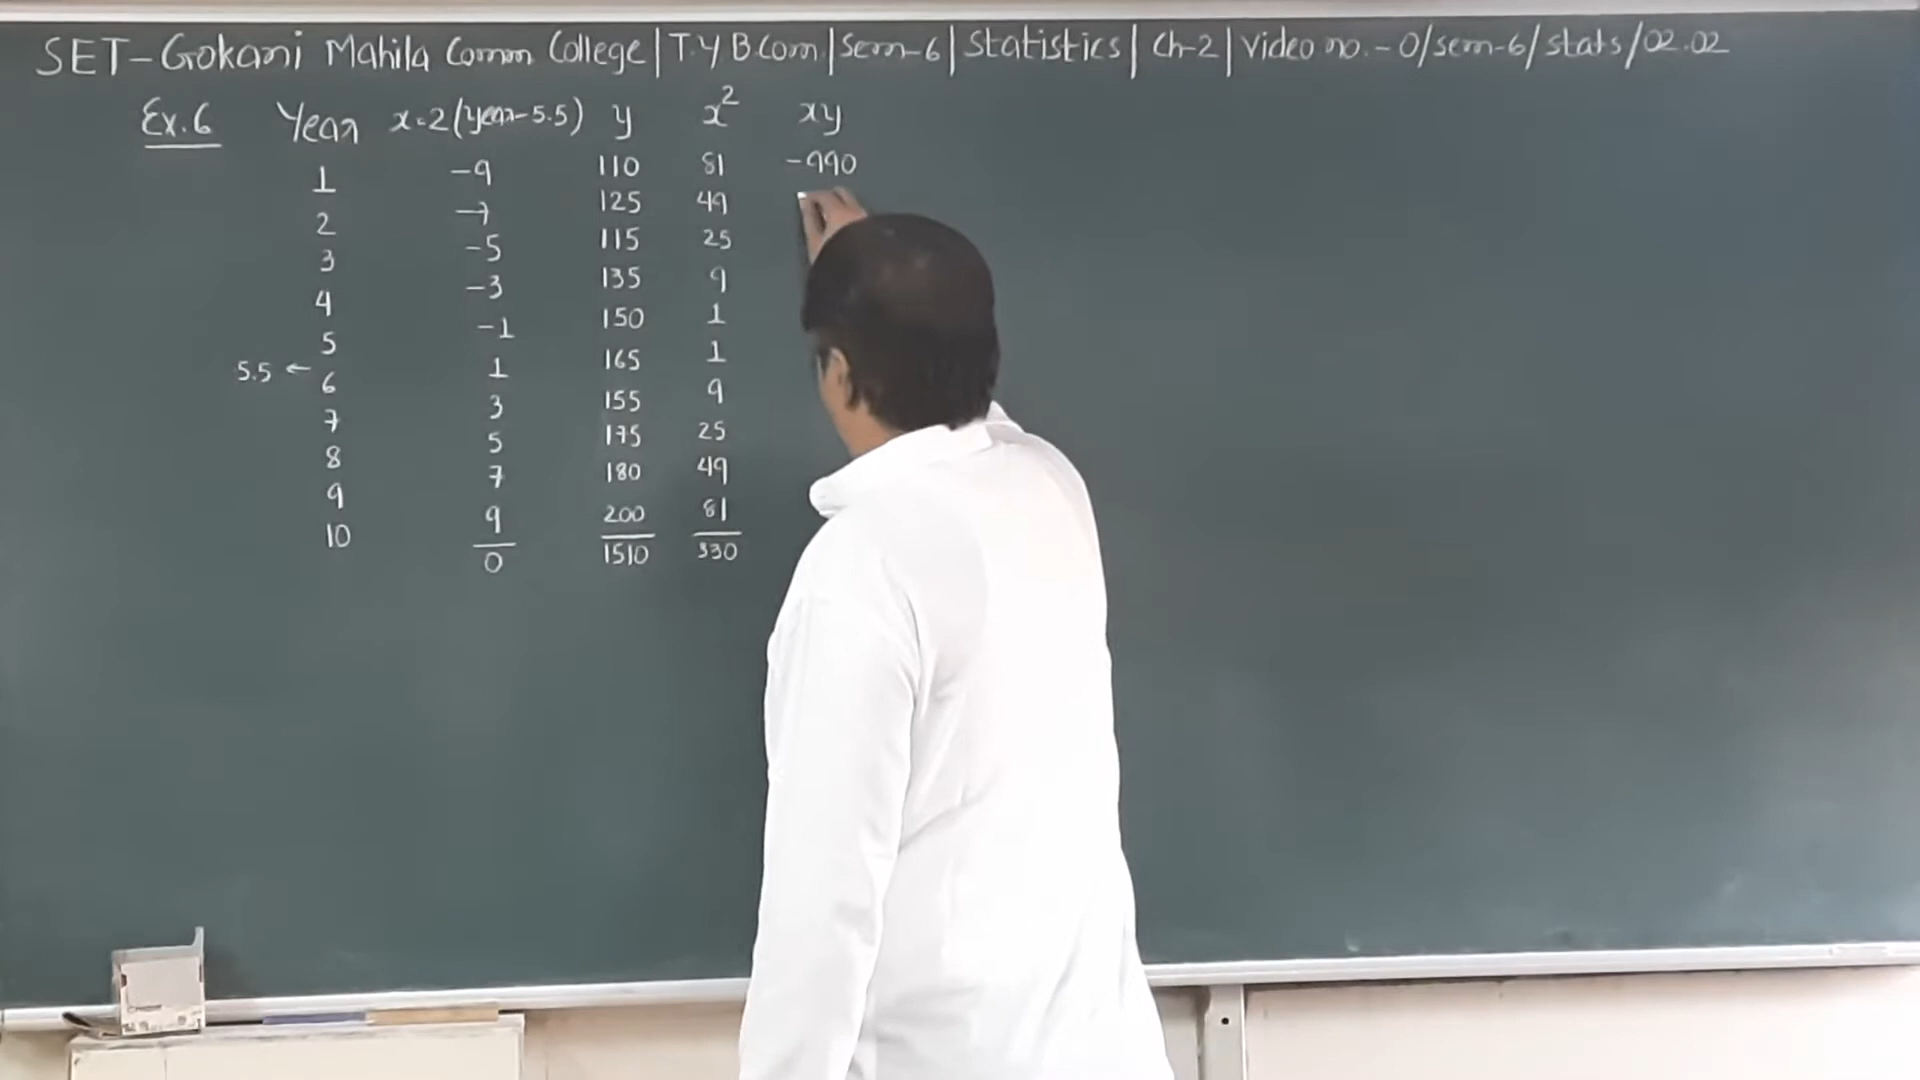 SET-Gokani Mahila Comm College | T.Y B.Com | Sem-6 | Statistics | Ch-2 | Video no. - O/sem-6/stats/02.02
Ex.6 Year x=2(year-5.5) y x² xy
1 -9 110 81 -990
2 -7 125 49
3 -5 115 25
4 -3 135 9
5 -1 150 1
5.5 ←
6 1 165 1
7 3 155 9
8 5 175 25
9 7 180 49
10 9 200 81
0 1510 330